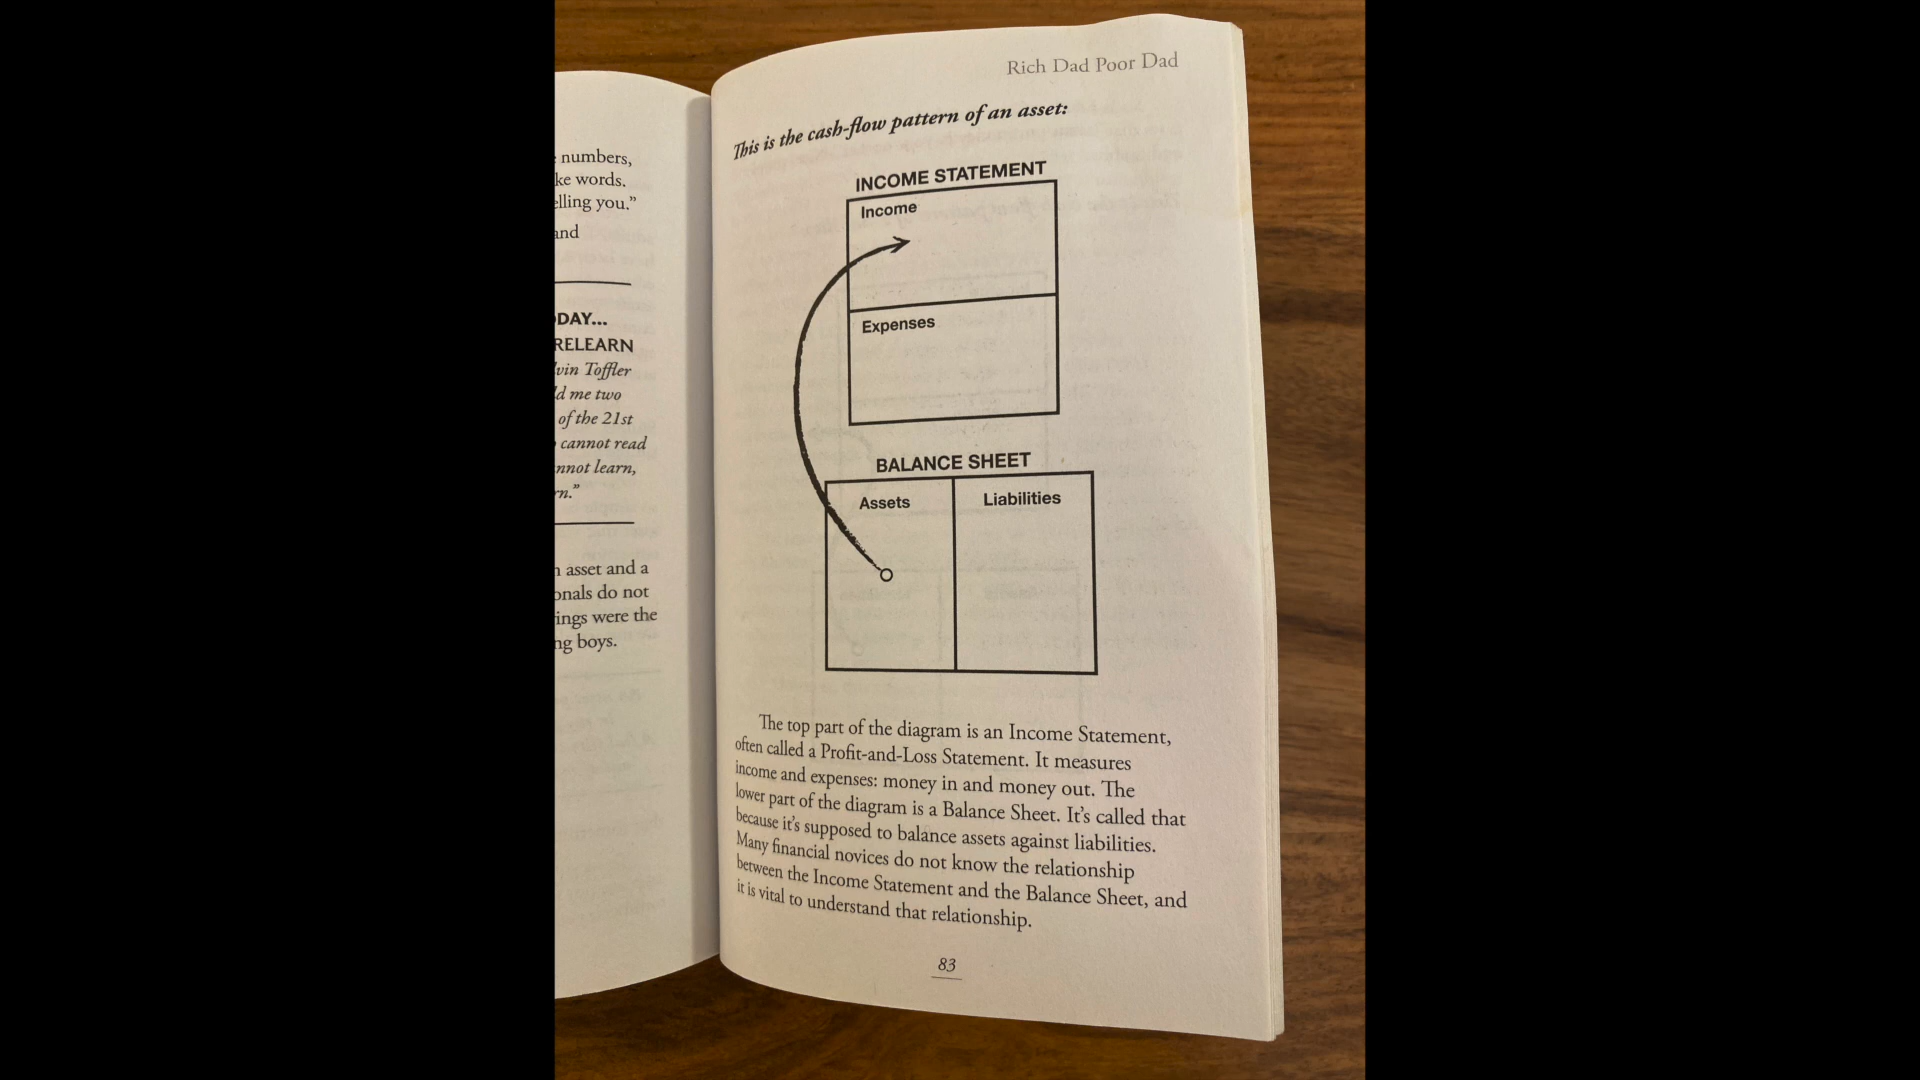 numbers,
ke words.
elling you.”
and
DAY...
RELEARN
vin Toffler
d me two
of the 21st
cannot read
nnot learn,
rn.”
asset and a
onals do not
ings were the
ng boys.
Rich Dad Poor Dad
This is the cash-flow pattern of an asset:
INCOME STATEMENT
Income
Expenses
BALANCE SHEET
Assets
Liabilities
The top part of the diagram is an Income Statement,
often called a Profit-and-Loss Statement. It measures
income and expenses: money in and money out. The
lower part of the diagram is a Balance Sheet. It’s called that
because it’s supposed to balance assets against liabilities.
Many financial novices do not know the relationship
between the Income Statement and the Balance Sheet, and
it is vital to understand that relationship.
83